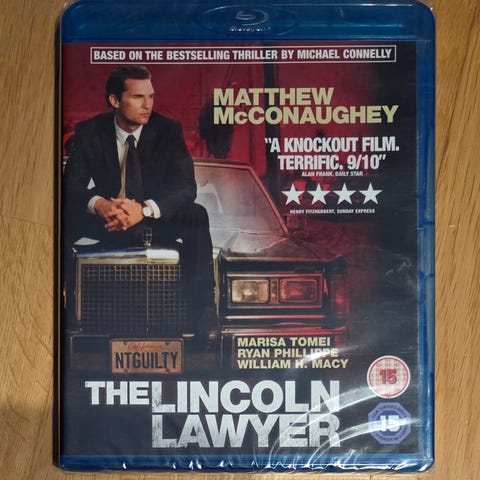 BASED ON THE BESTSELLING THRILLER BY MICHAEL CONNELLY
MATTHEW
McCONAUGHEY
"A KNOCKOUT FILM.
TERRIFIC. 9/10"
ALAN FRANK, DAILY STAR
HENRY FITZHERBERT, SUNDAY EXPRESS
NTGUILTY
MARISA TOMEI
RYAN PHILLIPPE
WILLIAM H. MACY
15
THE LINCOLN
LAWYER
15